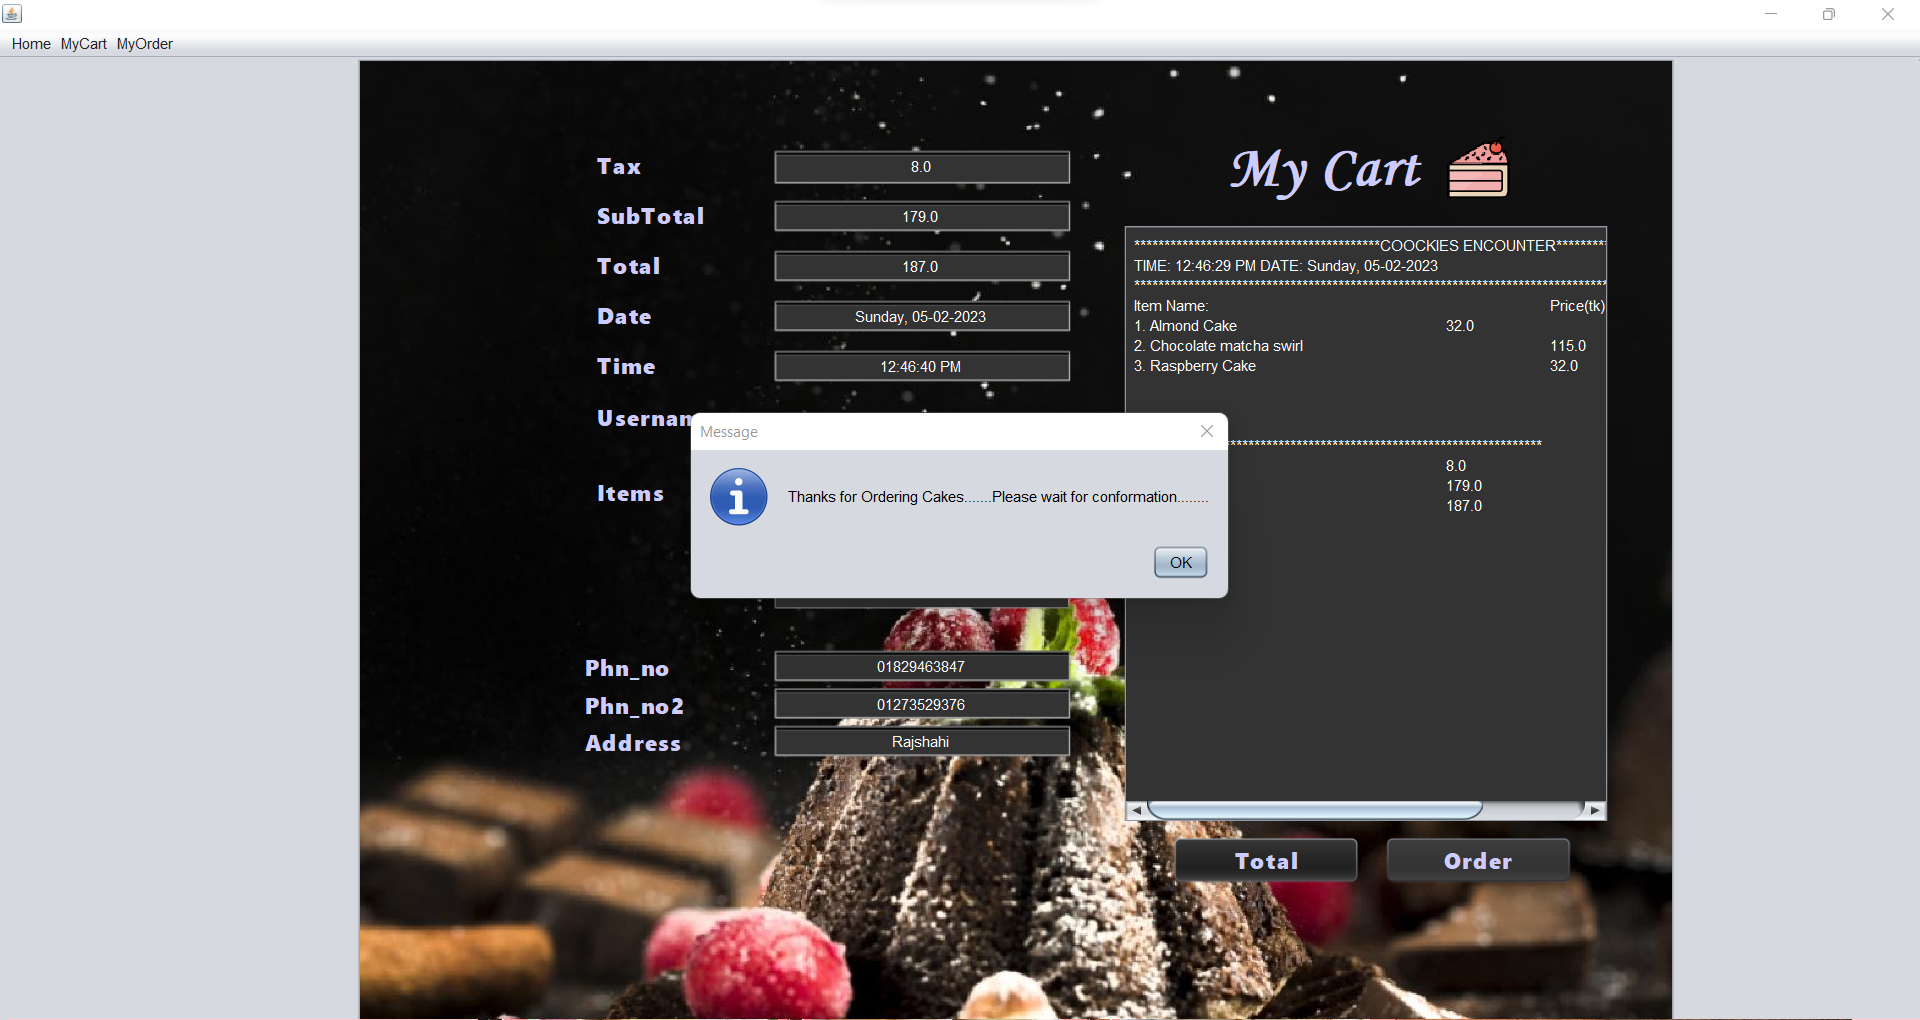 Home MyCart MyOrder
My Cart
Tax 8.0
SubTotal 179.0
Total 187.0
Date Sunday, 05-02-2023
Time 12:46:40 PM
Items
Phn_no 01829463847
Phn_no2 01273529376
Address Rajshahi
*****************************************COOCKIES ENCOUNTER********
TIME: 12:46:29 PM DATE: Sunday, 05-02-2023
*******************************************************************************
Item Name: Price(tk)
1. Almond Cake 32.0
2. Chocolate matcha swirl 115.0
3. Raspberry Cake 32.0
****************************************************
8.0
179.0
187.0
Message
Thanks for Ordering Cakes.......Please wait for conformation........
OK
Total Order